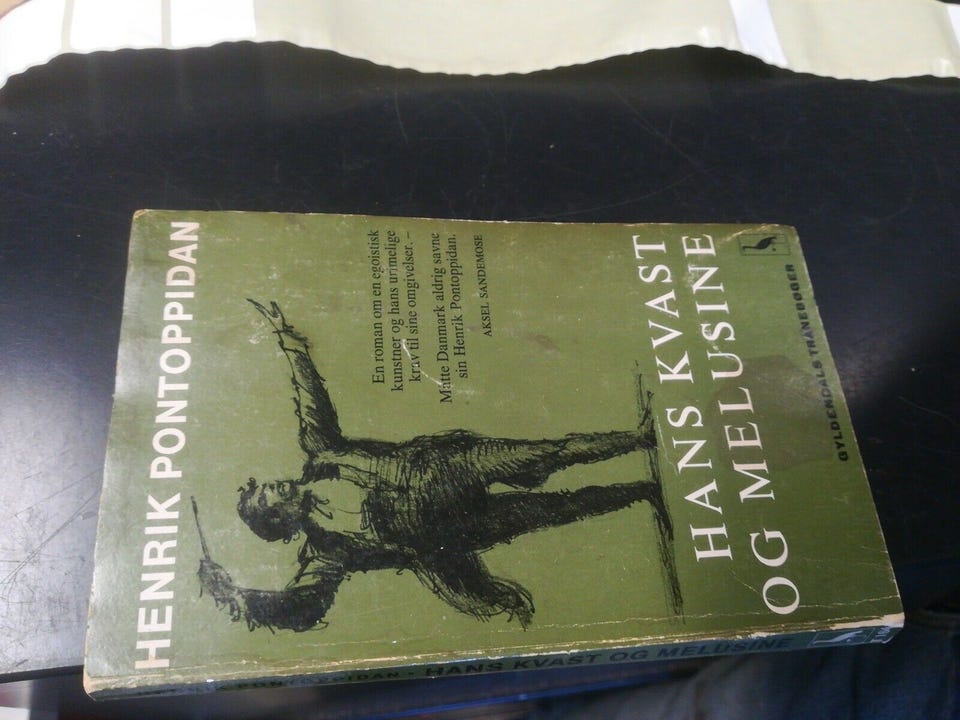 HENRIK PONTOPPIDAN
En roman om en egoistisk
kunstner og hans urimelige
krav til sine omgivelser. –
Måtte Danmark aldrig savne
sin Henrik Pontoppidan.
AKSEL SANDEMOSE
HANS KVAST
OG MELUSINE
GYLDENDALS TRANEBØGER
PONTOPPIDAN · HANS KVAST OG MELUSINE